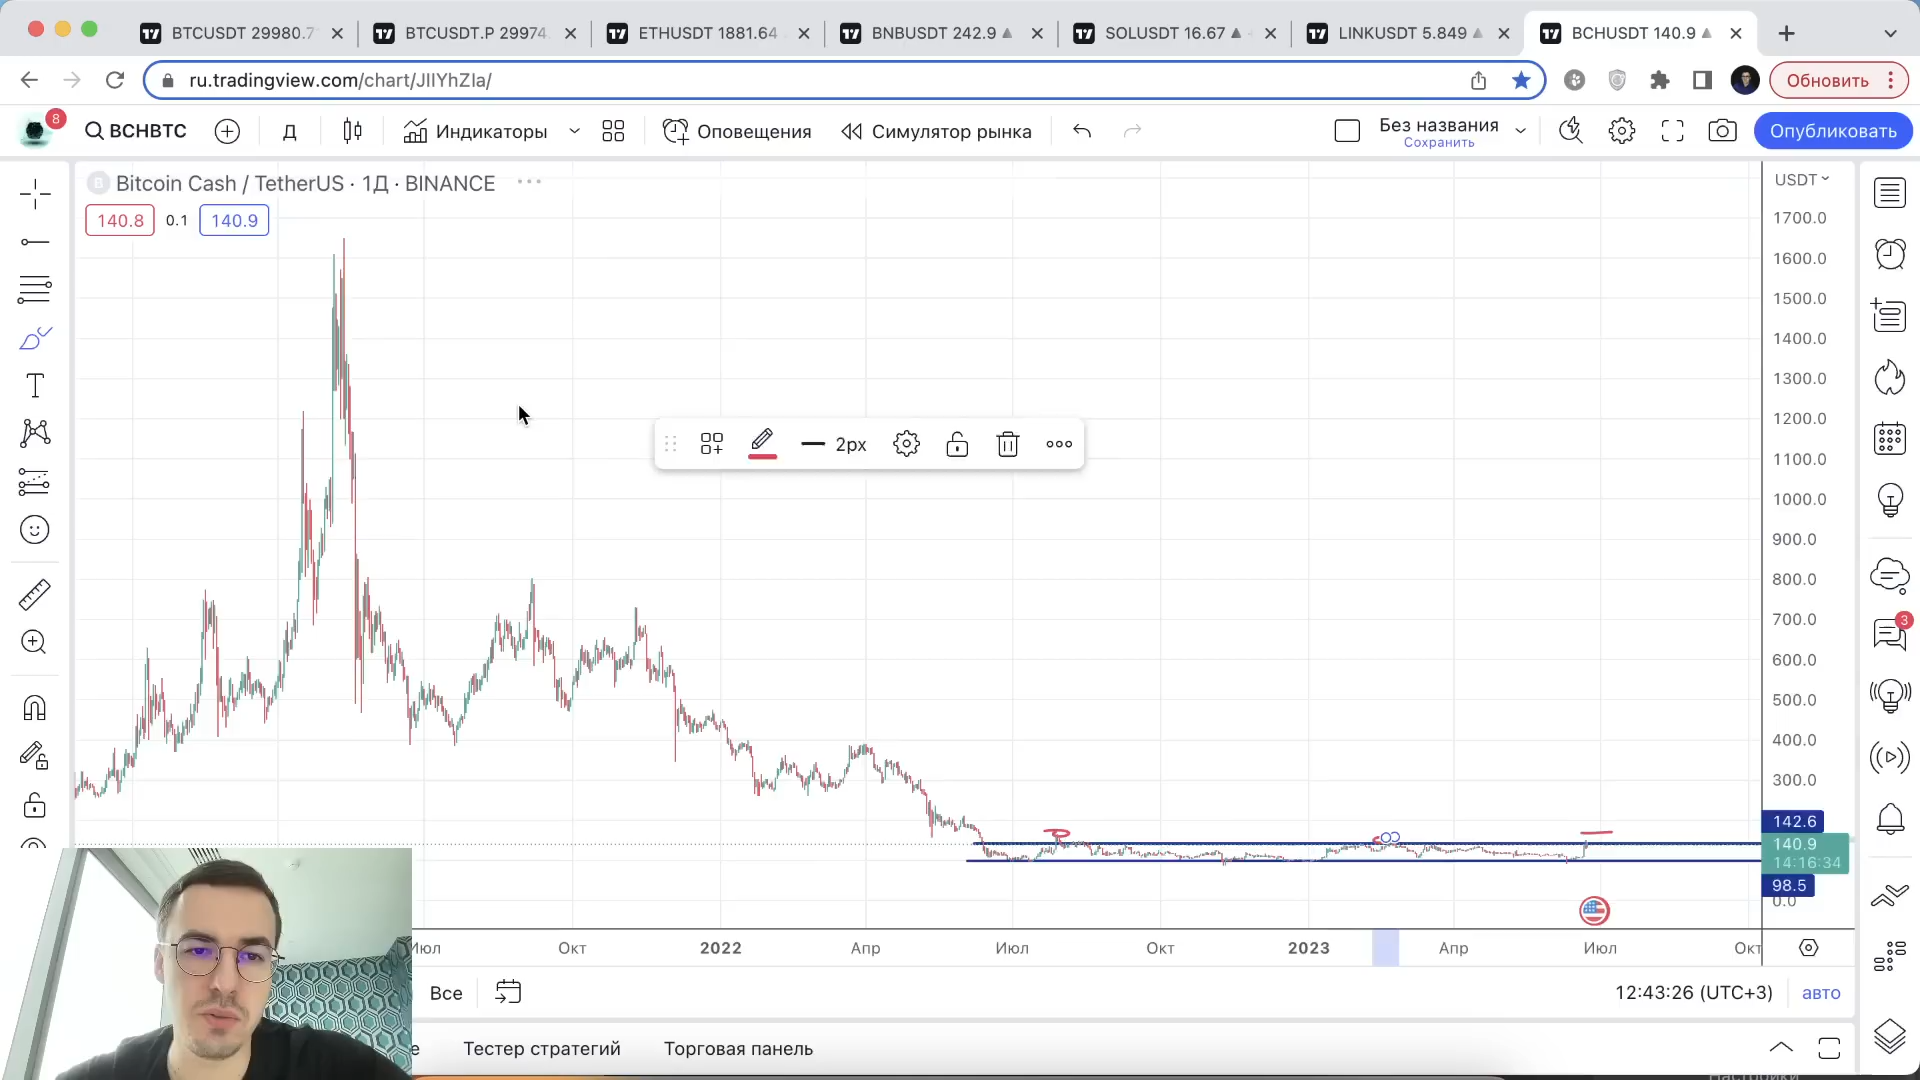 BTCUSDT 29980.7
BTCUSDT.P 29974
ETHUSDT 1881.64
BNBUSDT 242.9 ▲
SOLUSDT 16.67 ▲
LINKUSDT 5.849 ▲
BCHUSDT 140.9 ▲
ru.tradingview.com/chart/JIIYhZIa/
Обновить
8
BCHBTC
Д
Индикаторы
Оповещения
Симулятор рынка
Без названия
Сохранить
Опубликовать
Bitcoin Cash / TetherUS · 1Д · BINANCE
USDT
140.8
0.1
140.9
1700.0
1600.0
1500.0
1400.0
1300.0
1200.0
2px
1100.0
1000.0
900.0
800.0
700.0
3
600.0
500.0
400.0
300.0
142.6
140.9
14:16:34
98.5
0.0
Июл
Окт
2022
Апр
Июл
Окт
2023
Апр
Июл
Окт
Все
12:43:26 (UTC+3)
авто
Тестер стратегий
Торговая панель